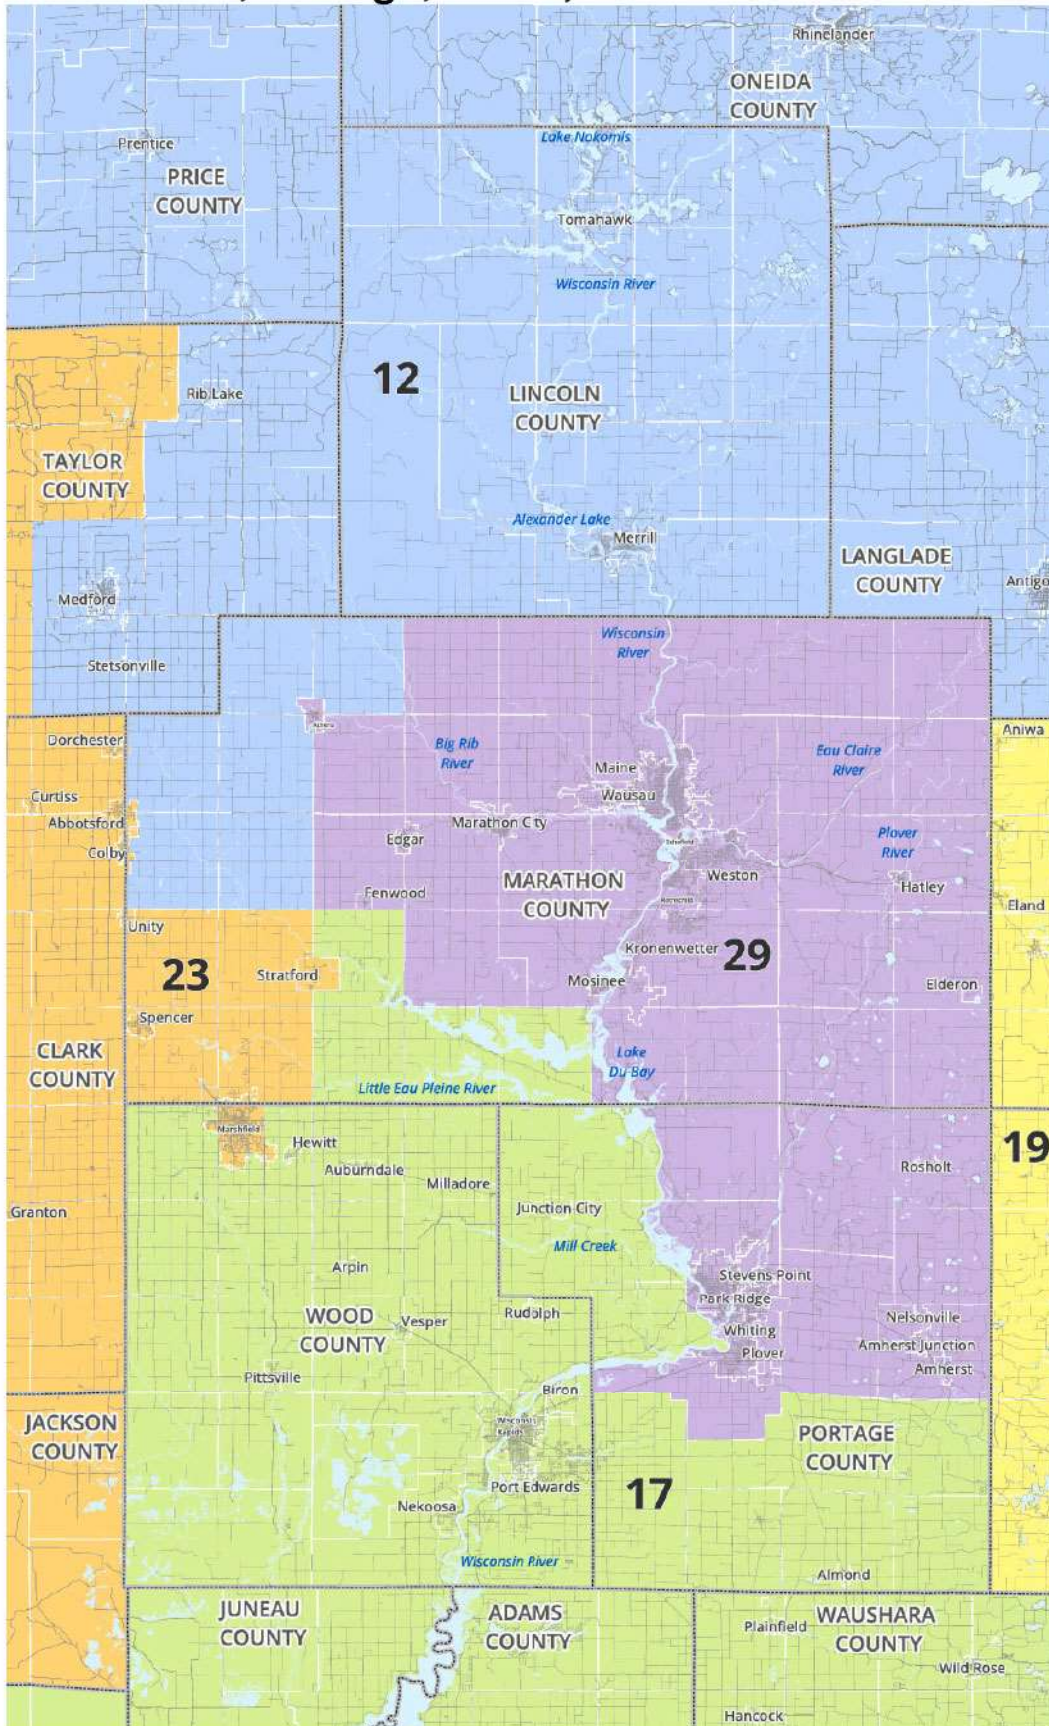 Rhinelander
ONEIDA
COUNTY
Lake Nokomis
Prentice
PRICE
COUNTY
Tomahawk
Wisconsin River
12
Rib Lake
LINCOLN
COUNTY
TAYLOR
COUNTY
Alexander Lake
Merrill
LANGLADE
COUNTY
Antigo
Medford
Wisconsin
River
Stetsonville
Athens
Aniwa
Dorchester
Big Rib
River
Eau Claire
River
Maine
Wausau
Curtiss
Abbotsford
Marathon City
Plover
River
Edgar
Colby
Schofield
Weston
MARATHON
COUNTY
Hatley
Fenwood
Rothschild
Eland
Unity
Kronenwetter
29
23
Stratford
Mosinee
Elderon
Spencer
CLARK
COUNTY
Lake
Du Bay
Little Eau Pleine River
Marshfield
Hewitt
19
Auburndale
Rosholt
Milladore
Granton
Junction City
Mill Creek
Arpin
Stevens Point
Park Ridge
WOOD
COUNTY
Rudolph
Vesper
Nelsonville
Whiting
Amherst Junction
Plover
Amherst
Pittsville
Biron
JACKSON
COUNTY
Wisconsin
Rapids
PORTAGE
COUNTY
Port Edwards
17
Nekoosa
Wisconsin River
Almond
JUNEAU
COUNTY
ADAMS
COUNTY
WAUSHARA
COUNTY
Plainfield
Wild Rose
Hancock